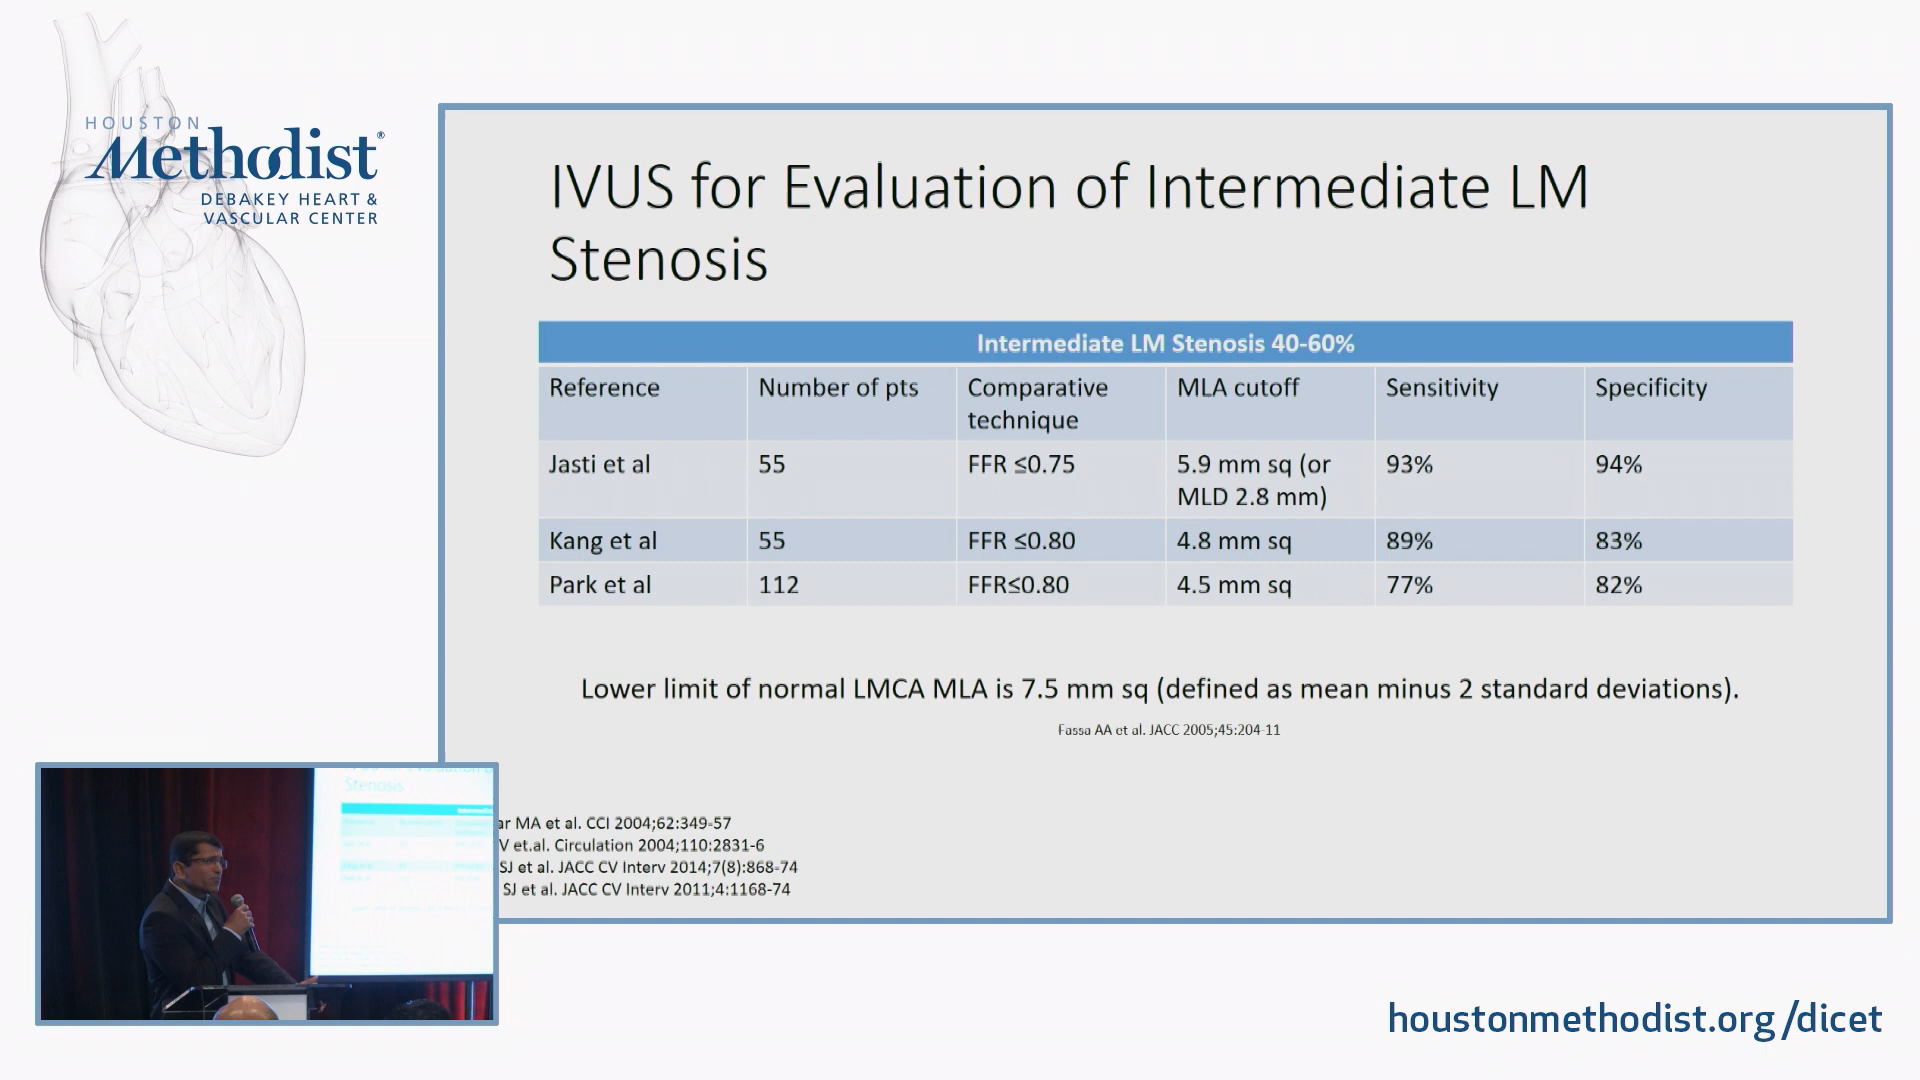 HOUSTON
Methodist®
DEBAKEY HEART &
VASCULAR CENTER
IVUS for Evaluation of Intermediate LM
Stenosis
Intermediate LM Stenosis 40-60%
Reference Number of pts Comparative technique MLA cutoff Sensitivity Specificity
Jasti et al 55 FFR ≤0.75 5.9 mm sq (or MLD 2.8 mm) 93% 94%
Kang et al 55 FFR ≤0.80 4.8 mm sq 89% 83%
Park et al 112 FFR≤0.80 4.5 mm sq 77% 82%
Lower limit of normal LMCA MLA is 7.5 mm sq (defined as mean minus 2 standard deviations).
Fassa AA et al. JACC 2005;45:204-11
MA et al. CCI 2004;62:349-57
V et.al. Circulation 2004;110:2831-6
SJ et al. JACC CV Interv 2014;7(8):868-74
SJ et al. JACC CV Interv 2011;4:1168-74
Stenosis
houstonmethodist.org/dicet